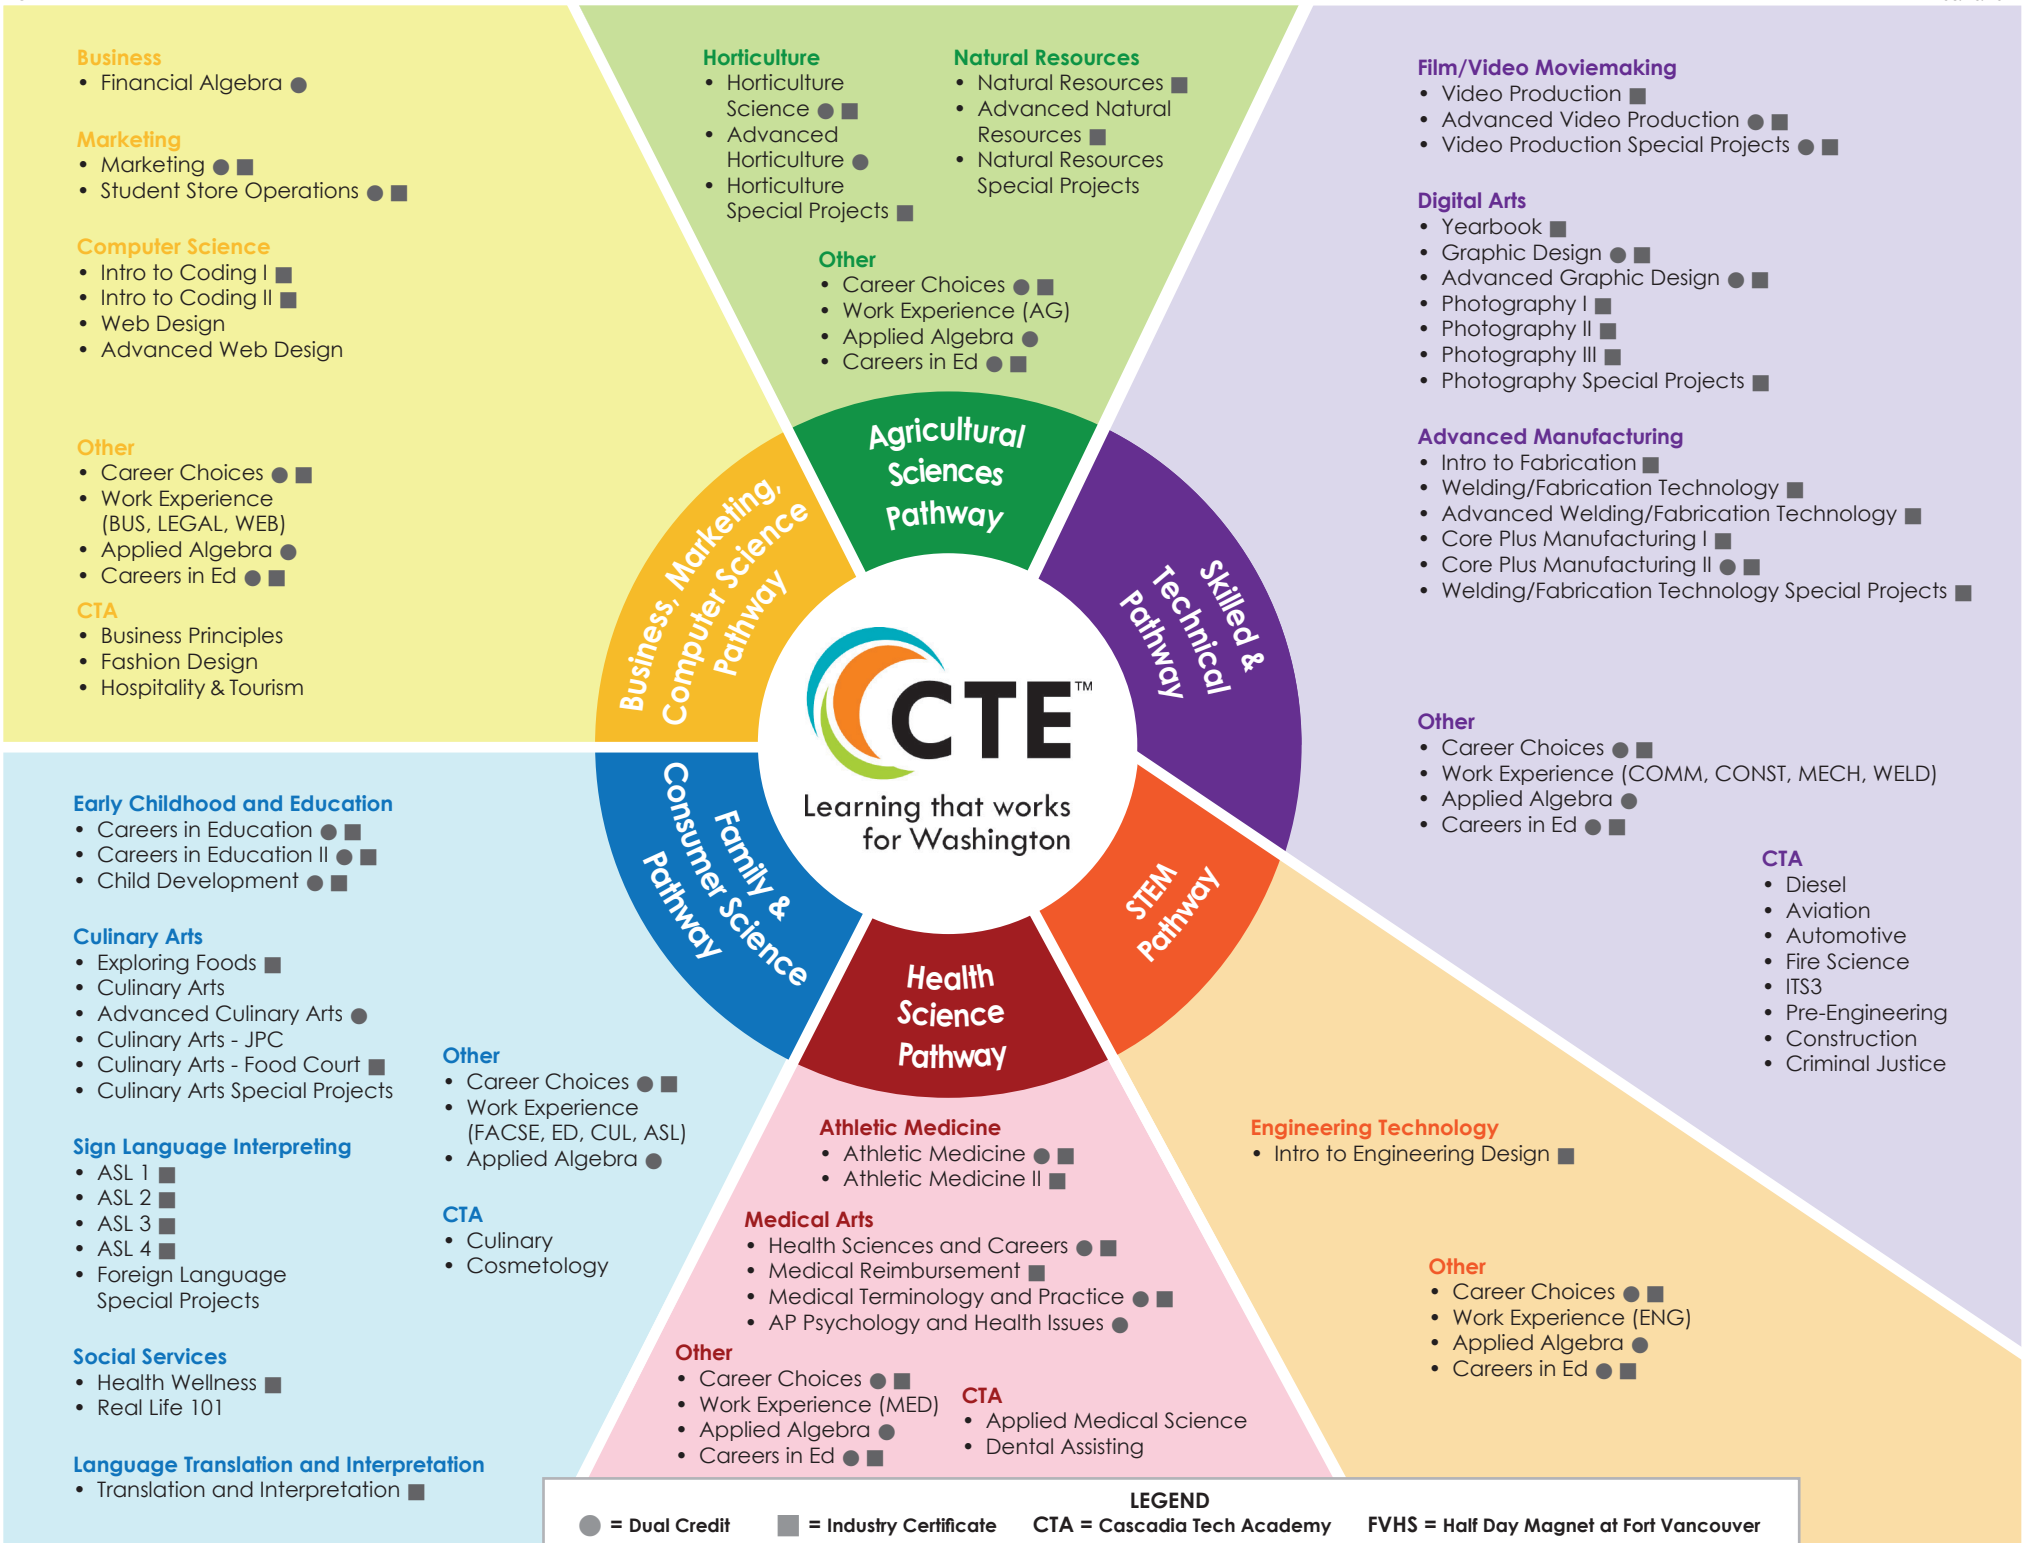 Business
• Financial Algebra ●
Marketing
• Marketing ● ■
• Student Store Operations ● ■
Computer Science
• Intro to Coding I ■
• Intro to Coding II ■
• Web Design
• Advanced Web Design
Other
• Career Choices ● ■
• Work Experience
(BUS, LEGAL, WEB)
• Applied Algebra ●
• Careers in Ed ● ■
CTA
• Business Principles
• Fashion Design
• Hospitality & Tourism
Horticulture
• Horticulture
Science ● ■
• Advanced
Horticulture ●
• Horticulture
Special Projects ■
Natural Resources
• Natural Resources ■
• Advanced Natural
Resources ■
• Natural Resources
Special Projects
Other
• Career Choices ● ■
• Work Experience (AG)
• Applied Algebra ●
• Careers in Ed ● ■
Film/Video Moviemaking
• Video Production ■
• Advanced Video Production ● ■
• Video Production Special Projects ● ■
Digital Arts
• Yearbook ■
• Graphic Design ● ■
• Advanced Graphic Design ● ■
• Photography I ■
• Photography II ■
• Photography III ■
• Photography Special Projects ■
Advanced Manufacturing
• Intro to Fabrication ■
• Welding/Fabrication Technology ■
• Advanced Welding/Fabrication Technology ■
• Core Plus Manufacturing I ■
• Core Plus Manufacturing II ● ■
• Welding/Fabrication Technology Special Projects ■
Other
• Career Choices ● ■
• Work Experience (COMM, CONST, MECH, WELD)
• Applied Algebra ●
• Careers in Ed ● ■
CTA
• Diesel
• Aviation
• Automotive
• Fire Science
• ITS3
• Pre-Engineering
• Construction
• Criminal Justice
Business, Marketing,
Computer Science
Pathway
Agricultural
Sciences
Pathway
Skilled &
Technical
Pathway
CTE™
Learning that works
for Washington
Family &
Consumer Science
Pathway
Health
Science
Pathway
STEM
Pathway
Early Childhood and Education
• Careers in Education ● ■
• Careers in Education II ● ■
• Child Development ● ■
Culinary Arts
• Exploring Foods ■
• Culinary Arts
• Advanced Culinary Arts ●
• Culinary Arts - JPC
• Culinary Arts - Food Court ■
• Culinary Arts Special Projects
Sign Language Interpreting
• ASL 1 ■
• ASL 2 ■
• ASL 3 ■
• ASL 4 ■
• Foreign Language
Special Projects
Social Services
• Health Wellness ■
• Real Life 101
Language Translation and Interpretation
• Translation and Interpretation ■
Other
• Career Choices ● ■
• Work Experience
(FACSE, ED, CUL, ASL)
• Applied Algebra ●
CTA
• Culinary
• Cosmetology
Athletic Medicine
• Athletic Medicine ● ■
• Athletic Medicine II ■
Medical Arts
• Health Sciences and Careers ● ■
• Medical Reimbursement ■
• Medical Terminology and Practice ● ■
• AP Psychology and Health Issues ●
Other
• Career Choices ● ■
• Work Experience (MED)
• Applied Algebra ●
• Careers in Ed ● ■
CTA
• Applied Medical Science
• Dental Assisting
Engineering Technology
• Intro to Engineering Design ■
Other
• Career Choices ● ■
• Work Experience (ENG)
• Applied Algebra ●
• Careers in Ed ● ■
LEGEND
● = Dual Credit ■ = Industry Certificate CTA = Cascadia Tech Academy FVHS = Half Day Magnet at Fort Vancouver